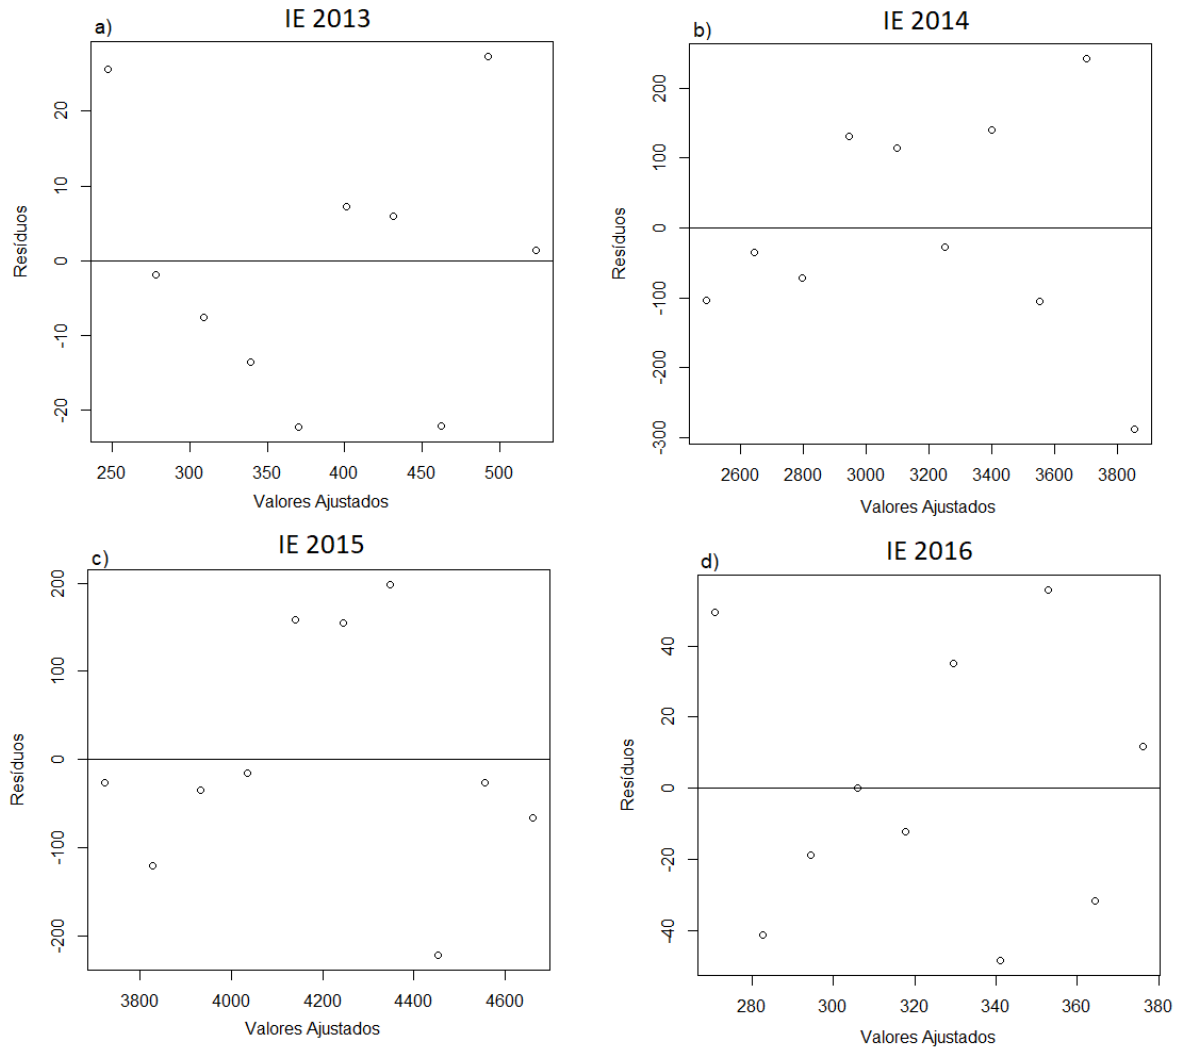 a)
IE 2013
20
10
0
-10
-20
Resíduos
250 300 350 400 450 500
Valores Ajustados
b)
IE 2014
200
100
0
-100
-200
-300
Resíduos
2600 2800 3000 3200 3400 3600 3800
Valores Ajustados
c)
IE 2015
200
100
0
-100
-200
Resíduos
3800 4000 4200 4400 4600
Valores Ajustados
d)
IE 2016
40
20
0
-20
-40
Resíduos
280 300 320 340 360 380
Valores Ajustados